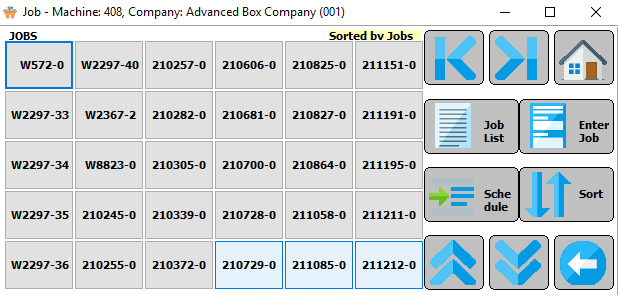 Job - Machine: 408, Company: Advanced Box Company (001)
JOBS Sorted by Jobs
W572-0 W2297-40 210257-0 210606-0 210825-0 211151-0
W2297-33 W2367-2 210282-0 210681-0 210827-0 211191-0
W2297-34 W8823-0 210305-0 210700-0 210864-0 211195-0
W2297-35 210245-0 210339-0 210728-0 211058-0 211211-0
W2297-36 210255-0 210372-0 210729-0 211085-0 211212-0
Job
List
Enter
Job
Sche
dule
Sort